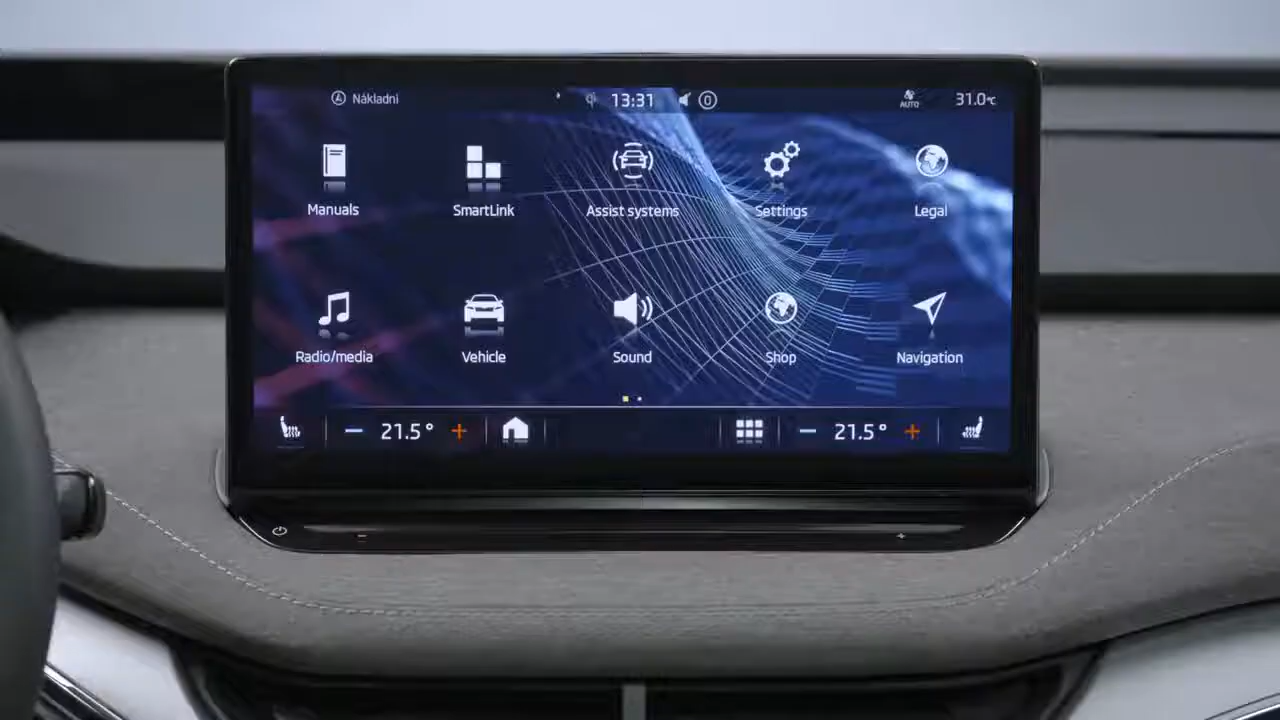 Nákladní 13:31 0 AUTO 31.0°C
Manuals SmartLink Assist systems Settings Legal
Radio/media Vehicle Sound Shop Navigation
− 21.5° + − 21.5° +
− +